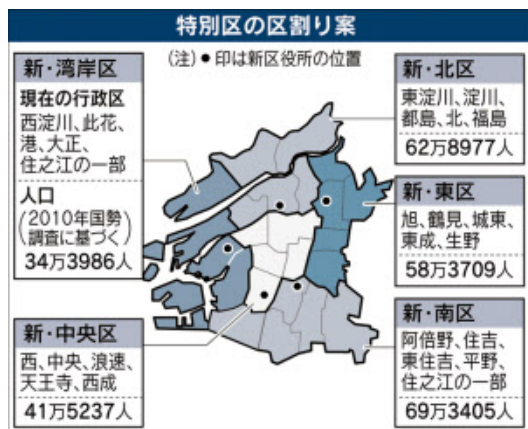 特別区の区割り案
(注)●印は新区役所の位置
新・湾岸区
現在の行政区
西淀川、此花、
港、大正、
住之江の一部
人口
(2010年国勢
調査に基づく)
34万3986人
新・北区
東淀川、淀川、
都島、北、福島
62万8977人
新・東区
旭、鶴見、城東、
東成、生野
58万3709人
新・中央区
西、中央、浪速、
天王寺、西成
41万5237人
新・南区
阿倍野、住吉、
東住吉、平野、
住之江の一部
69万3405人